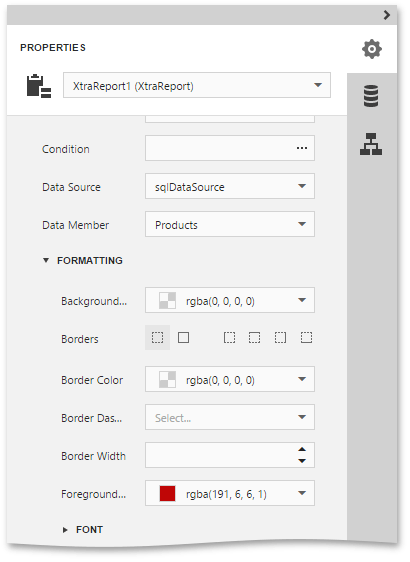 PROPERTIES
XtraReport1 (XtraReport)
Condition
Data Source sqlDataSource
Data Member Products
FORMATTING
Background... rgba(0, 0, 0, 0)
Borders
Border Color rgba(0, 0, 0, 0)
Border Das... Select...
Border Width
Foreground... rgba(191, 6, 6, 1)
FONT